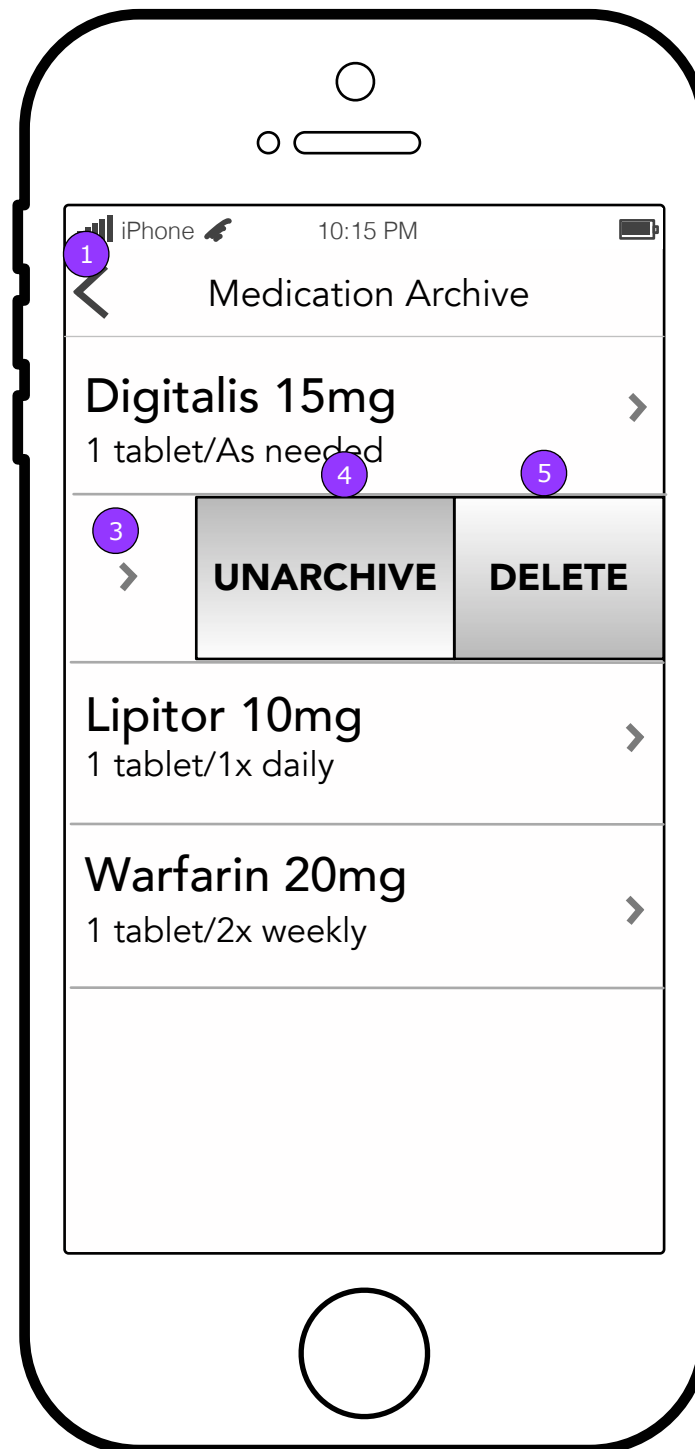 iPhone 10:15 PM
1
Medication Archive
Digitalis 15mg
1 tablet/As needed
4
5
3
UNARCHIVE
DELETE
Lipitor 10mg
1 tablet/1x daily
Warfarin 20mg
1 tablet/2x weekly